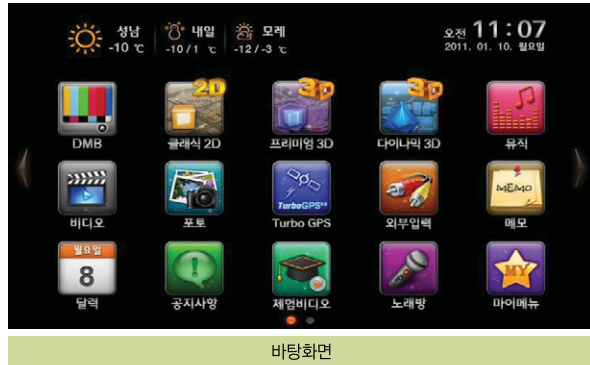 성남 -10 ℃
내일 -10/1 ℃
모레 -12/-3 ℃
오전 11:07
2011. 01. 10. 월요일
2D 3D 3D
DMB 클래식 2D 프리미엄 3D 다이나믹 3D 뮤직
TurboGPS MEMO
비디오 포토 Turbo GPS 외부입력 메모
월요일
8 MY
달력 공지사항 체험비디오 노래방 마이메뉴
바탕화면